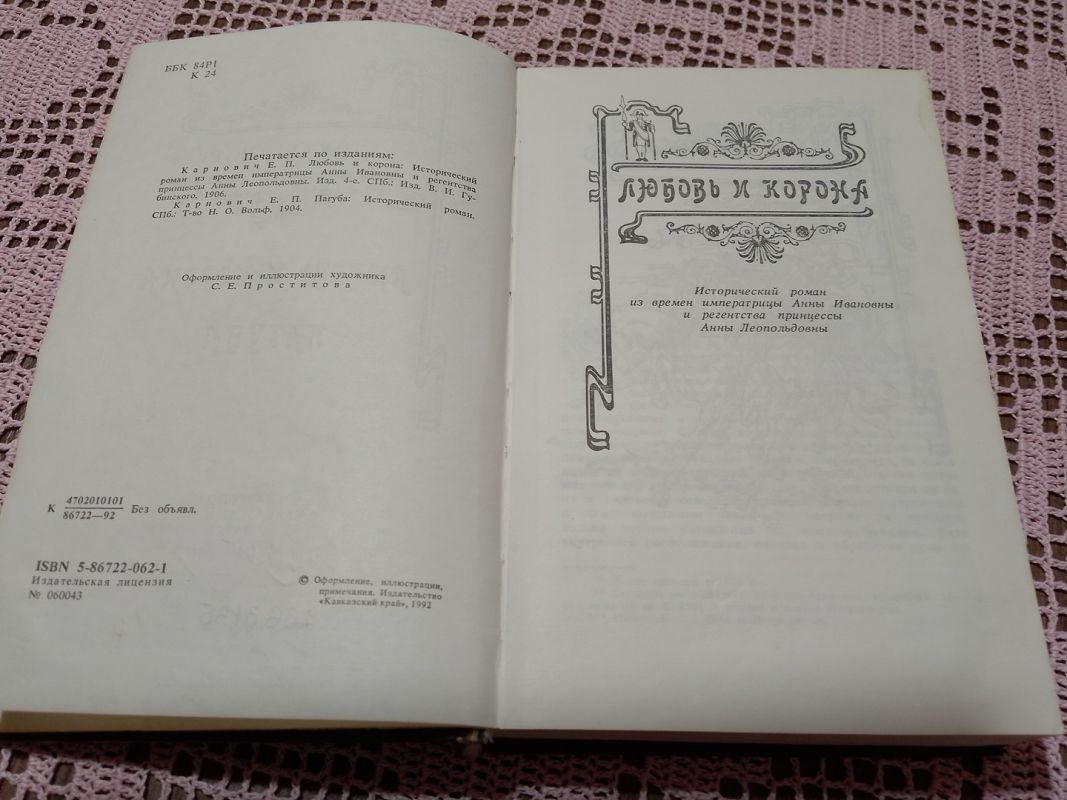 ББК 84Р1
К 24
Печатается по изданиям:
Карнович Е. П. Любовь и корона: Исторический
роман из времен императрицы Анны Ивановны и регентства
принцессы Анны Леопольдовны. Изд. 4-е. СПб.: Изд. В. И. Гу-
бинского, 1906.
Карнович Е. П. Пагуба: Исторический роман.
СПб.: Т-во Н. О. Вольф, 1904.
Оформление и иллюстрации художника
С. Е. Проститова
К 4702010101
86722—92 Без объявл.
ISBN 5-86722-062-1
Издательская лицензия
№ 060043
© Оформление, иллюстрации,
примечания. Издательство
«Кавказский край», 1992
ЛЮБОВЬ И КОРОНА
Исторический роман
из времен императрицы Анны Ивановны
и регентства принцессы
Анны Леопольдовны